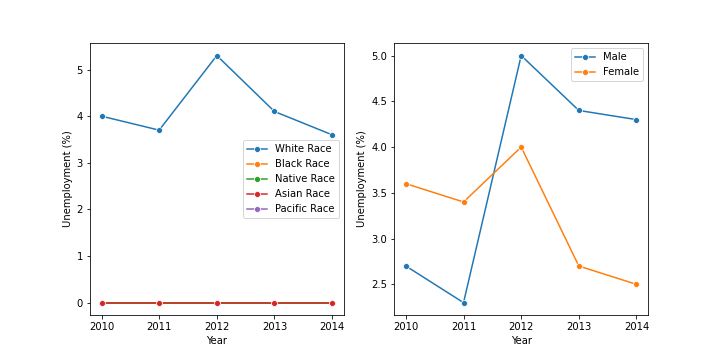 5
4
3
2
1
0
Unemployment (%)
White Race
Black Race
Native Race
Asian Race
Pacific Race
2010 2011 2012 2013 2014
Year
5.0
4.5
4.0
3.5
3.0
2.5
Unemployment (%)
Male
Female
2010 2011 2012 2013 2014
Year